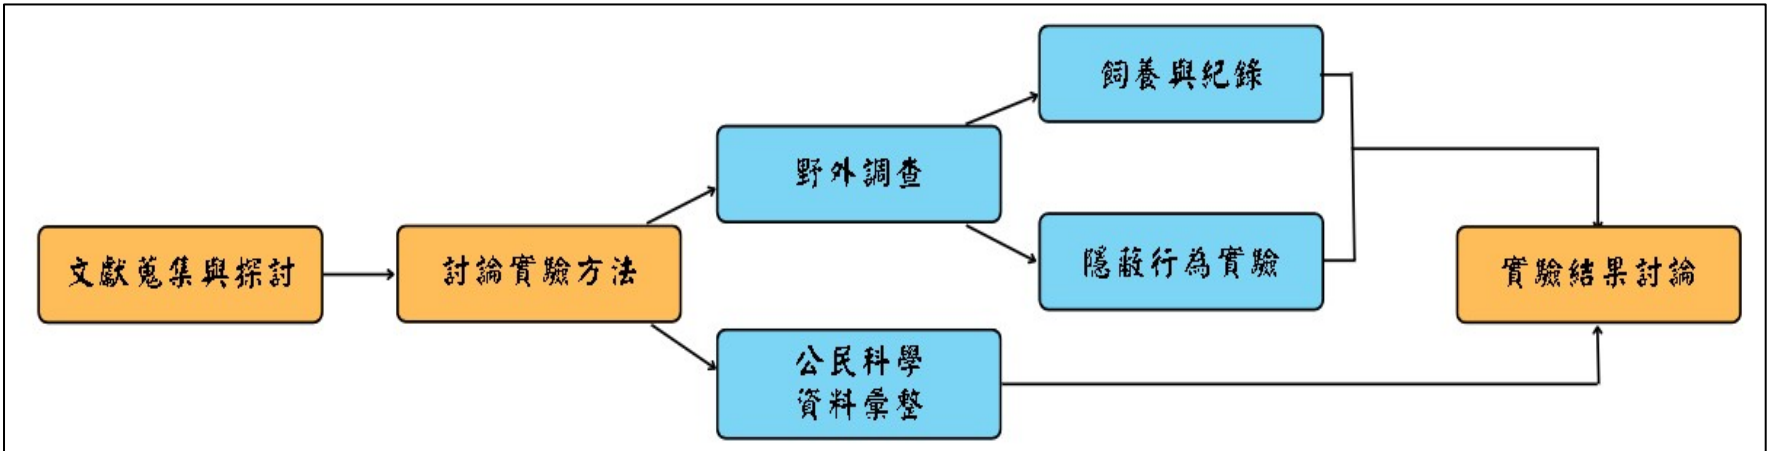 文獻蒐集與探討
討論實驗方法
野外調查
飼養與紀錄
隱蔽行為實驗
公民科學
資料彙整
實驗結果討論